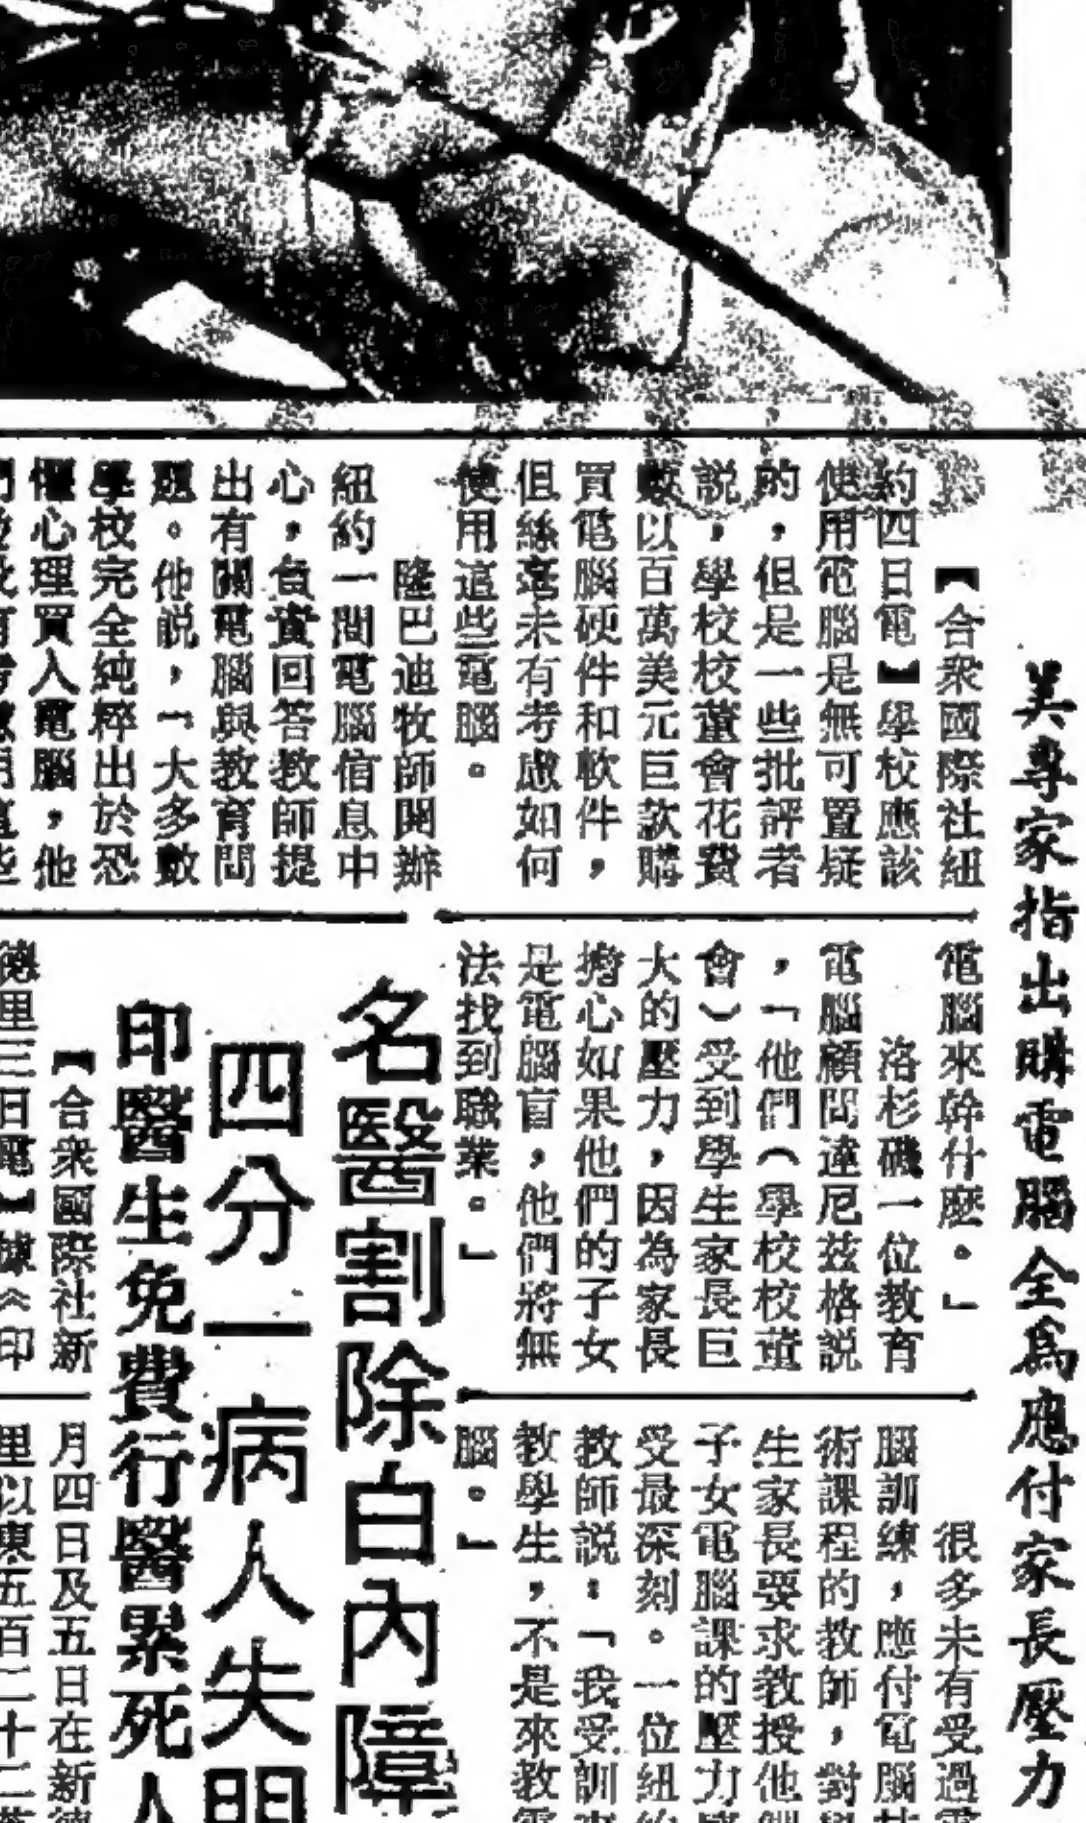 美專家指出購電腦全為應付家長壓力
【合衆國際社紐
約四日電】學校應該
使用電腦是無可置疑
的，但是一些批評者
說，學校校董會花費
數以百萬美元巨款購
買電腦硬件和軟件，
但絲毫未有考慮如何
使用這些電腦。
隆巴迪牧師開辦
紐約一間電腦信息中
心，負責回答教師提
出有關電腦與教育問
題。他説，「大多數
學校完全純粹出於恐
懼心理買入電腦，他
電腦來幹什麼。」
洛杉磯一位教育
電腦顧問達尼茲格説
，「他們（學校校董
會）受到學生家長巨
大的壓力，因為家長
擔心如果他們的子女
是電腦盲，他們將無
法找到職業。」
很多未有受過電
腦訓練，應付電腦技
術課程的教師，對學
生家長要求教授他們
子女電腦課的壓力感
受最深刻。一位紐約
教師説：「我受訓來
教學生，不是來教電
腦。」
名醫割除白內障
四分一病人失明
印醫生免費行醫累死人
【合衆國際社新
德里三日電】據《印
月四日及五日在新德
里以東五百二十二